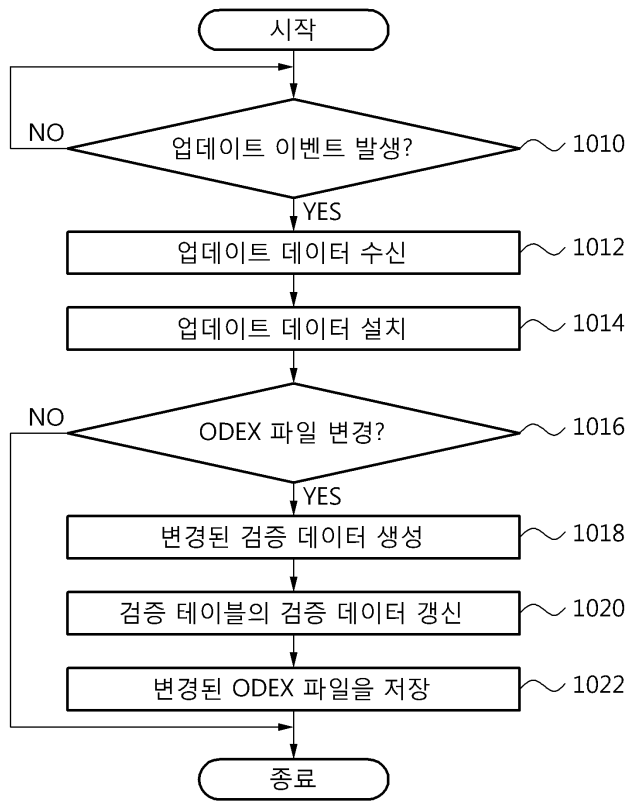 시작
NO
업데이트 이벤트 발생?
1010
YES
업데이트 데이터 수신
1012
업데이트 데이터 설치
1014
NO
ODEX 파일 변경?
1016
YES
변경된 검증 데이터 생성
1018
검증 테이블의 검증 데이터 갱신
1020
변경된 ODEX 파일을 저장
1022
종료